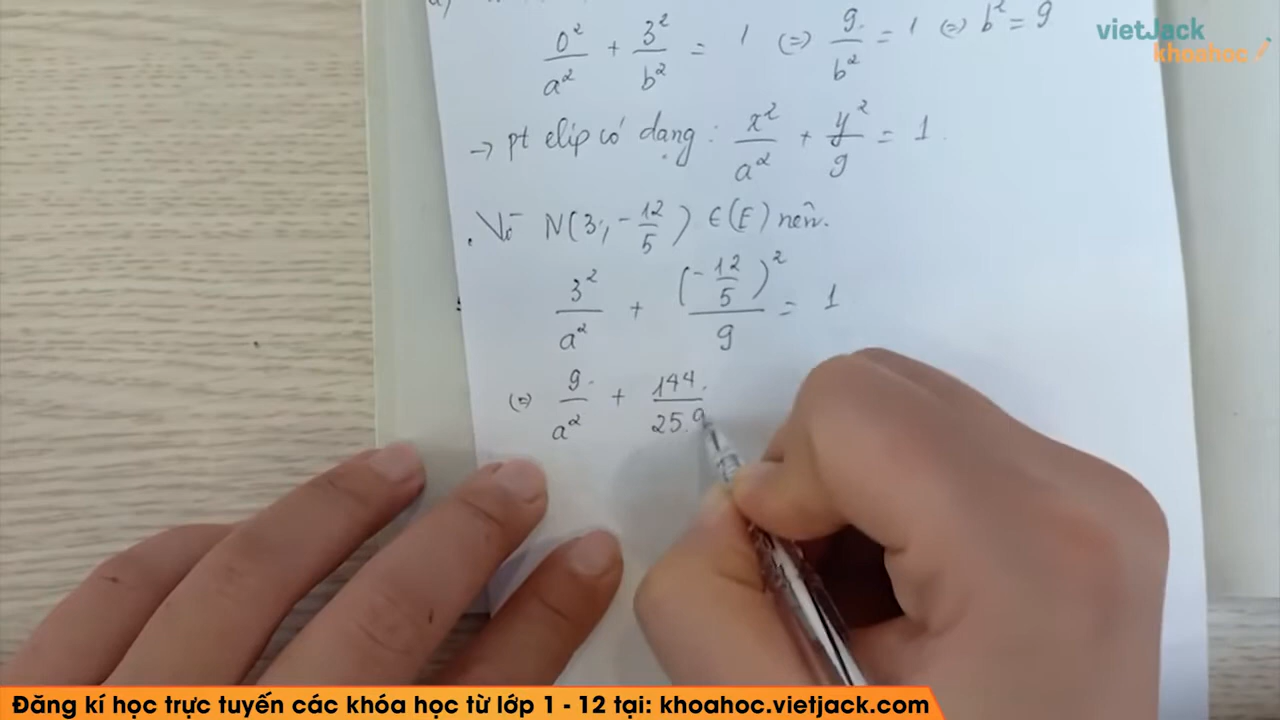 a)
0²/a² + 3²/b² = 1 (=) 9/b² = 1 (=) b² = 9
→ pt elip có dạng : x²/a² + y²/9 = 1.
. Vì N(3; -12/5) ∈ (E) nên.
3²/a² + (-12/5)²/9 = 1
(=) 9/a² + 144/25.9
vietJack
khoahoc
Đăng kí học trực tuyến các khóa học từ lớp 1 - 12 tại: khoahoc.vietjack.com